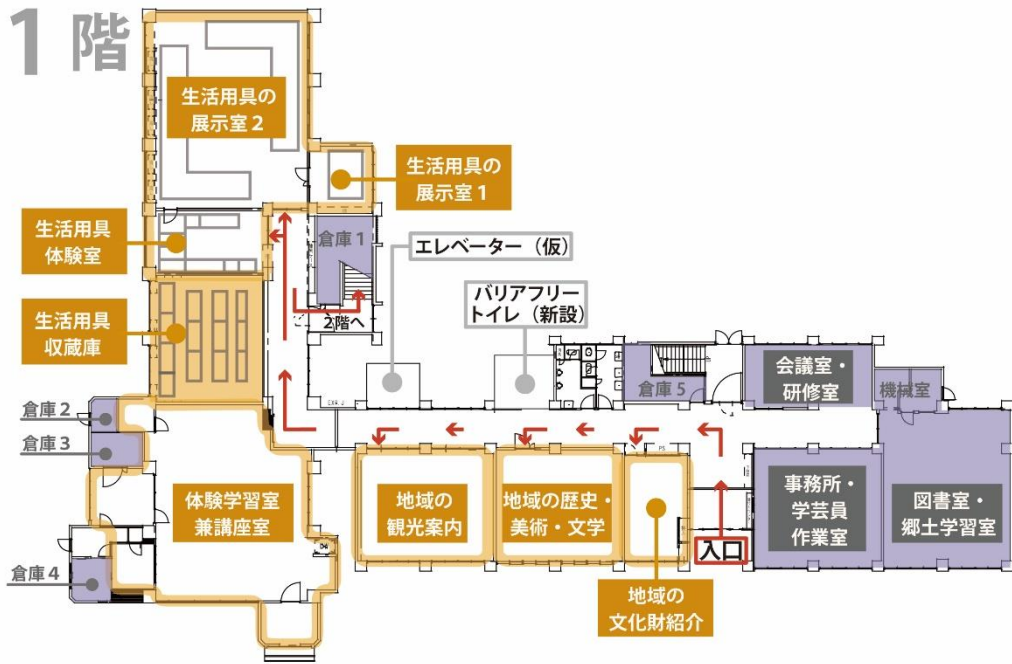 1階
生活用具の
展示室2
生活用具の
展示室1
生活用具
体験室
倉庫1
エレベーター（仮）
バリアフリー
トイレ（新設）
生活用具
収蔵庫
2階へ
倉庫5
会議室・
研修室
機械室
倉庫2
倉庫3
体験学習室
兼講座室
地域の
観光案内
地域の歴史・
美術・文学
入口
事務所・
学芸員
作業室
図書室・
郷土学習室
倉庫4
地域の
文化財紹介
PS